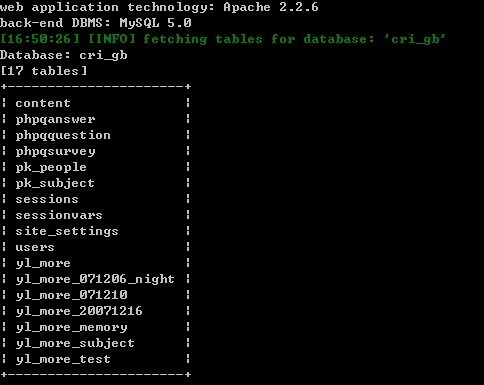 web application technology: Apache 2.2.6
back-end DBMS: MySQL 5.0
[16:50:26] [INFO] fetching tables for database: 'cri_gb'
Database: cri_gb
[17 tables]
+-----------------------+
¦ content               ¦
¦ phpqanswer            ¦
¦ phpqquestion          ¦
¦ phpqsurvey            ¦
¦ pk_people             ¦
¦ pk_subject            ¦
¦ sessions              ¦
¦ sessionvars           ¦
¦ site_settings         ¦
¦ users                 ¦
¦ yl_more               ¦
¦ yl_more_071206_night  ¦
¦ yl_more_071210        ¦
¦ yl_more_20071216      ¦
¦ yl_more_memory        ¦
¦ yl_more_subject       ¦
¦ yl_more_test          ¦
+-----------------------+